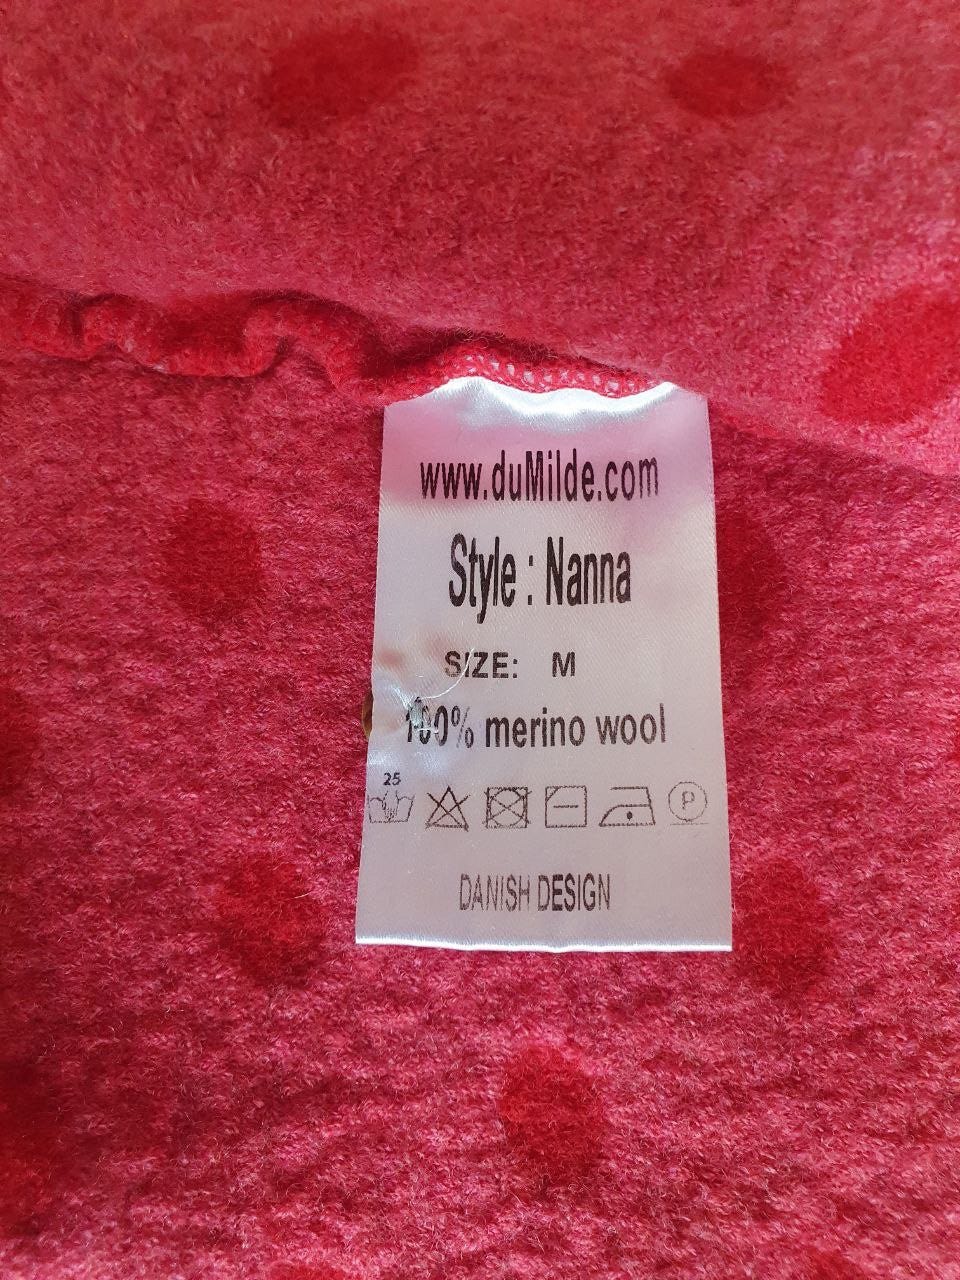 www.duMilde.com
Style : Nanna
SIZE: M
100% merino wool
25
P
DANISH DESIGN